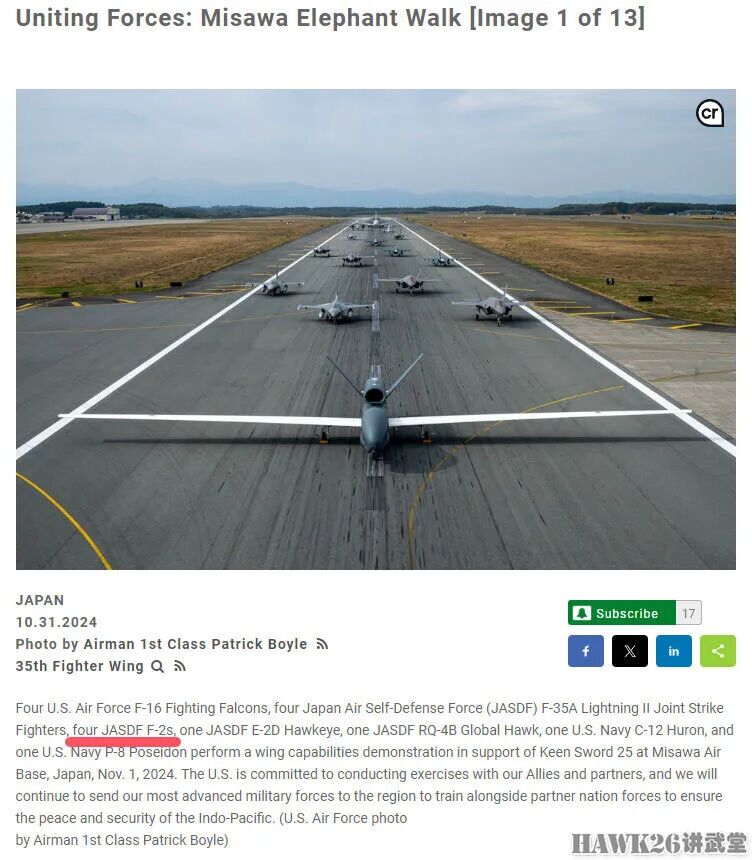 Uniting Forces: Misawa Elephant Walk [Image 1 of 13]
cr
JAPAN
10.31.2024
Photo by Airman 1st Class Patrick Boyle
35th Fighter Wing
Subscribe 17
f X in
Four U.S. Air Force F-16 Fighting Falcons, four Japan Air Self-Defense Force (JASDF) F-35A Lightning II Joint Strike
Fighters, four JASDF F-2s, one JASDF E-2D Hawkeye, one JASDF RQ-4B Global Hawk, one U.S. Navy C-12 Huron, and
one U.S. Navy P-8 Poseidon perform a wing capabilities demonstration in support of Keen Sword 25 at Misawa Air
Base, Japan, Nov. 1, 2024. The U.S. is committed to conducting exercises with our Allies and partners, and we will
continue to send our most advanced military forces to the region to train alongside partner nation forces to ensure
the peace and security of the Indo-Pacific. (U.S. Air Force photo
by Airman 1st Class Patrick Boyle)
HAWK26讲武堂